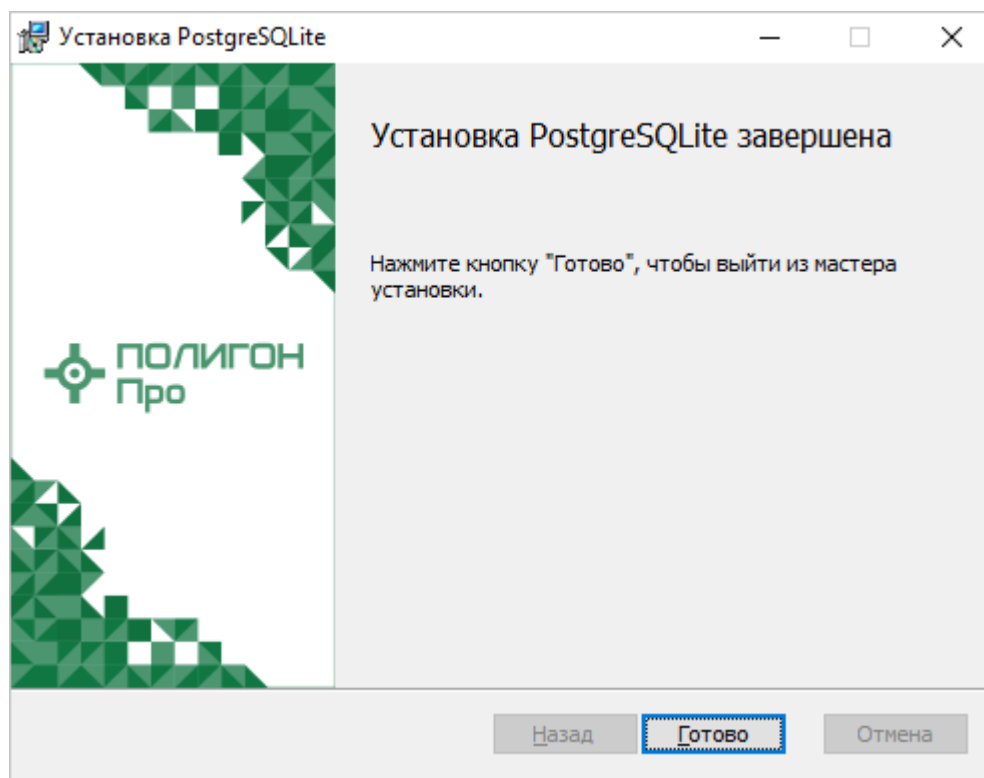 Установка PostgreSQLite
Установка PostgreSQLite завершена
Нажмите кнопку "Готово", чтобы выйти из мастера
установки.
ПОЛИГОН
Про
Назад
Готово
Отмена